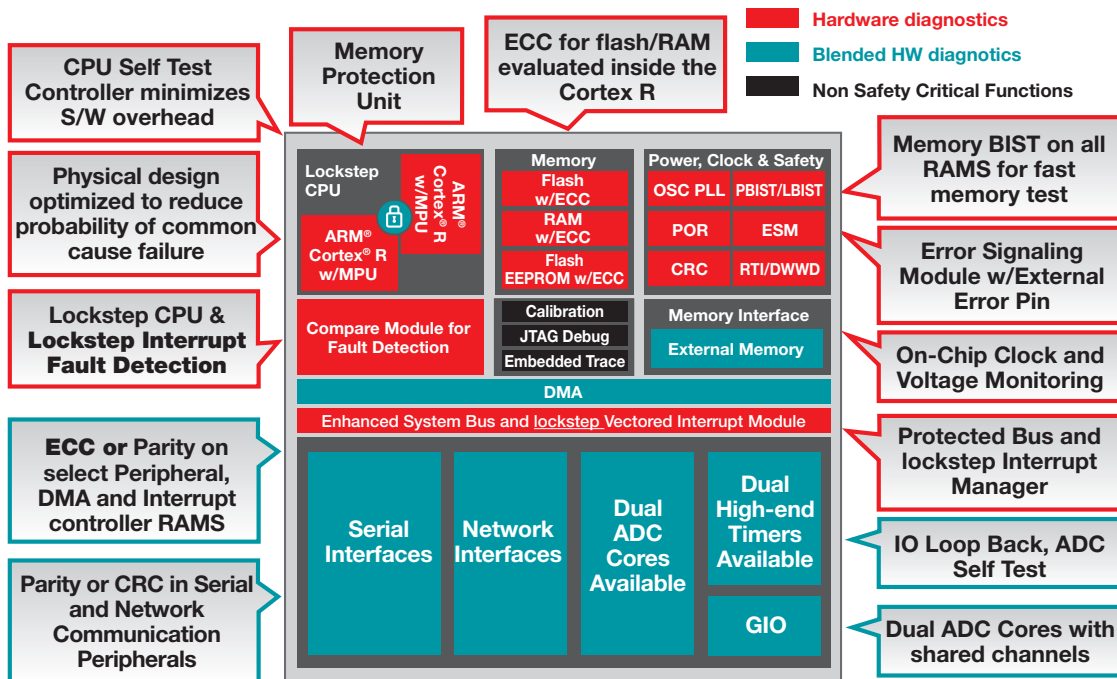 Hardware diagnostics
Blended HW diagnotics
Non Safety Critical Functions
CPU Self Test
Controller minimizes
S/W overhead
Memory
Protection
Unit
ECC for flash/RAM
evaluated inside the
Cortex R
Physical design
optimized to reduce
probability of common
cause failure
Lockstep CPU &
Lockstep Interrupt
Fault Detection
ECC or Parity on
select Peripheral,
DMA and Interrupt
controller RAMS
Parity or CRC in Serial
and Network
Communication
Peripherals
Lockstep
CPU
ARM®
Cortex® R
w/MPU
ARM®
Cortex® R
w/MPU
Memory
Flash
w/ECC
RAM
w/ECC
Flash
EEPROM w/ECC
Power, Clock & Safety
OSC PLL
PBIST/LBIST
POR
ESM
CRC
RTI/DWWD
Compare Module for
Fault Detection
Calibration
JTAG Debug
Embedded Trace
Memory Interface
External Memory
DMA
Enhanced System Bus and lockstep Vectored Interrupt Module
Serial
Interfaces
Network
Interfaces
Dual
ADC
Cores
Available
Dual
High-end
Timers
Available
GIO
Memory BIST on all
RAMS for fast
memory test
Error Signaling
Module w/External
Error Pin
On-Chip Clock and
Voltage Monitoring
Protected Bus and
lockstep Interrupt
Manager
IO Loop Back, ADC
Self Test
Dual ADC Cores with
shared channels